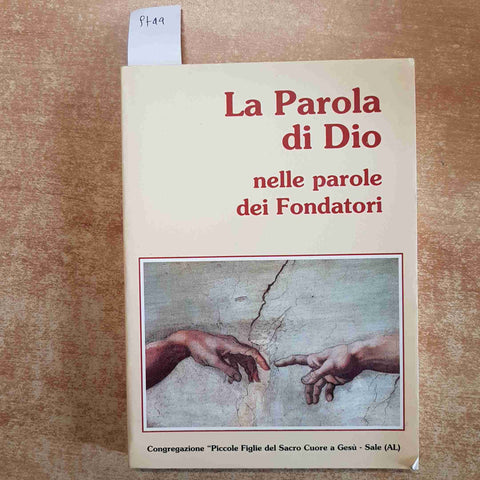 La Parola
di Dio
nelle parole
dei Fondatori
Congregazione "Piccole Figlie del Sacro Cuore a Gesù - Sale (AL)